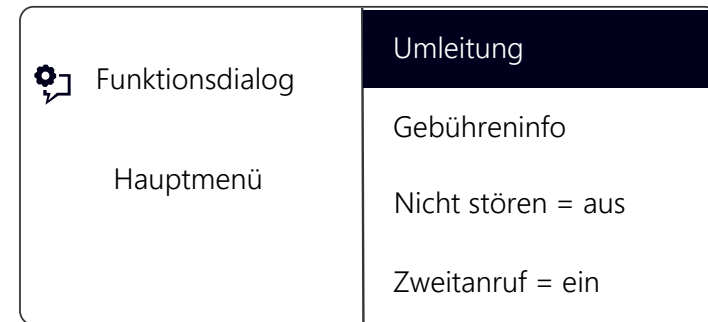 Funktionsdialog
Hauptmenü
Umleitung
Gebühreninfo
Nicht stören = aus
Zweitanruf = ein